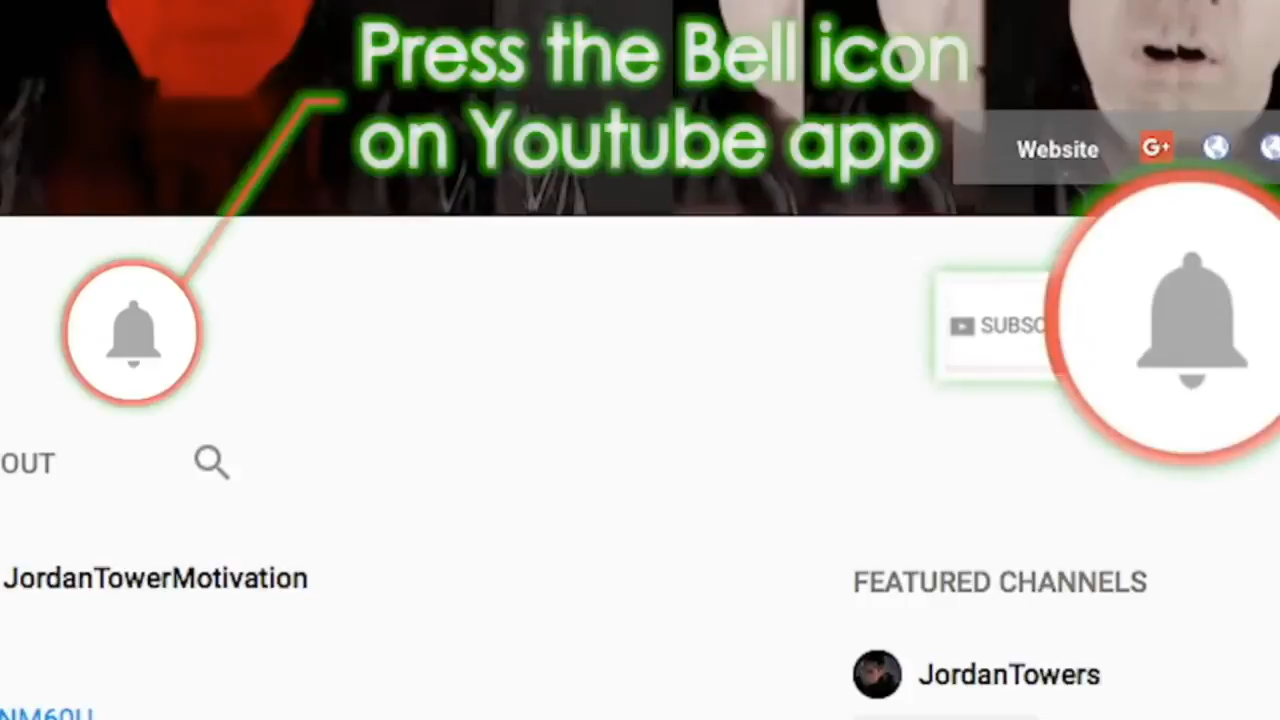 Press the Bell icon
on Youtube app
Website
G+
SUBSC
OUT
JordanTowerMotivation
FEATURED CHANNELS
JordanTowers